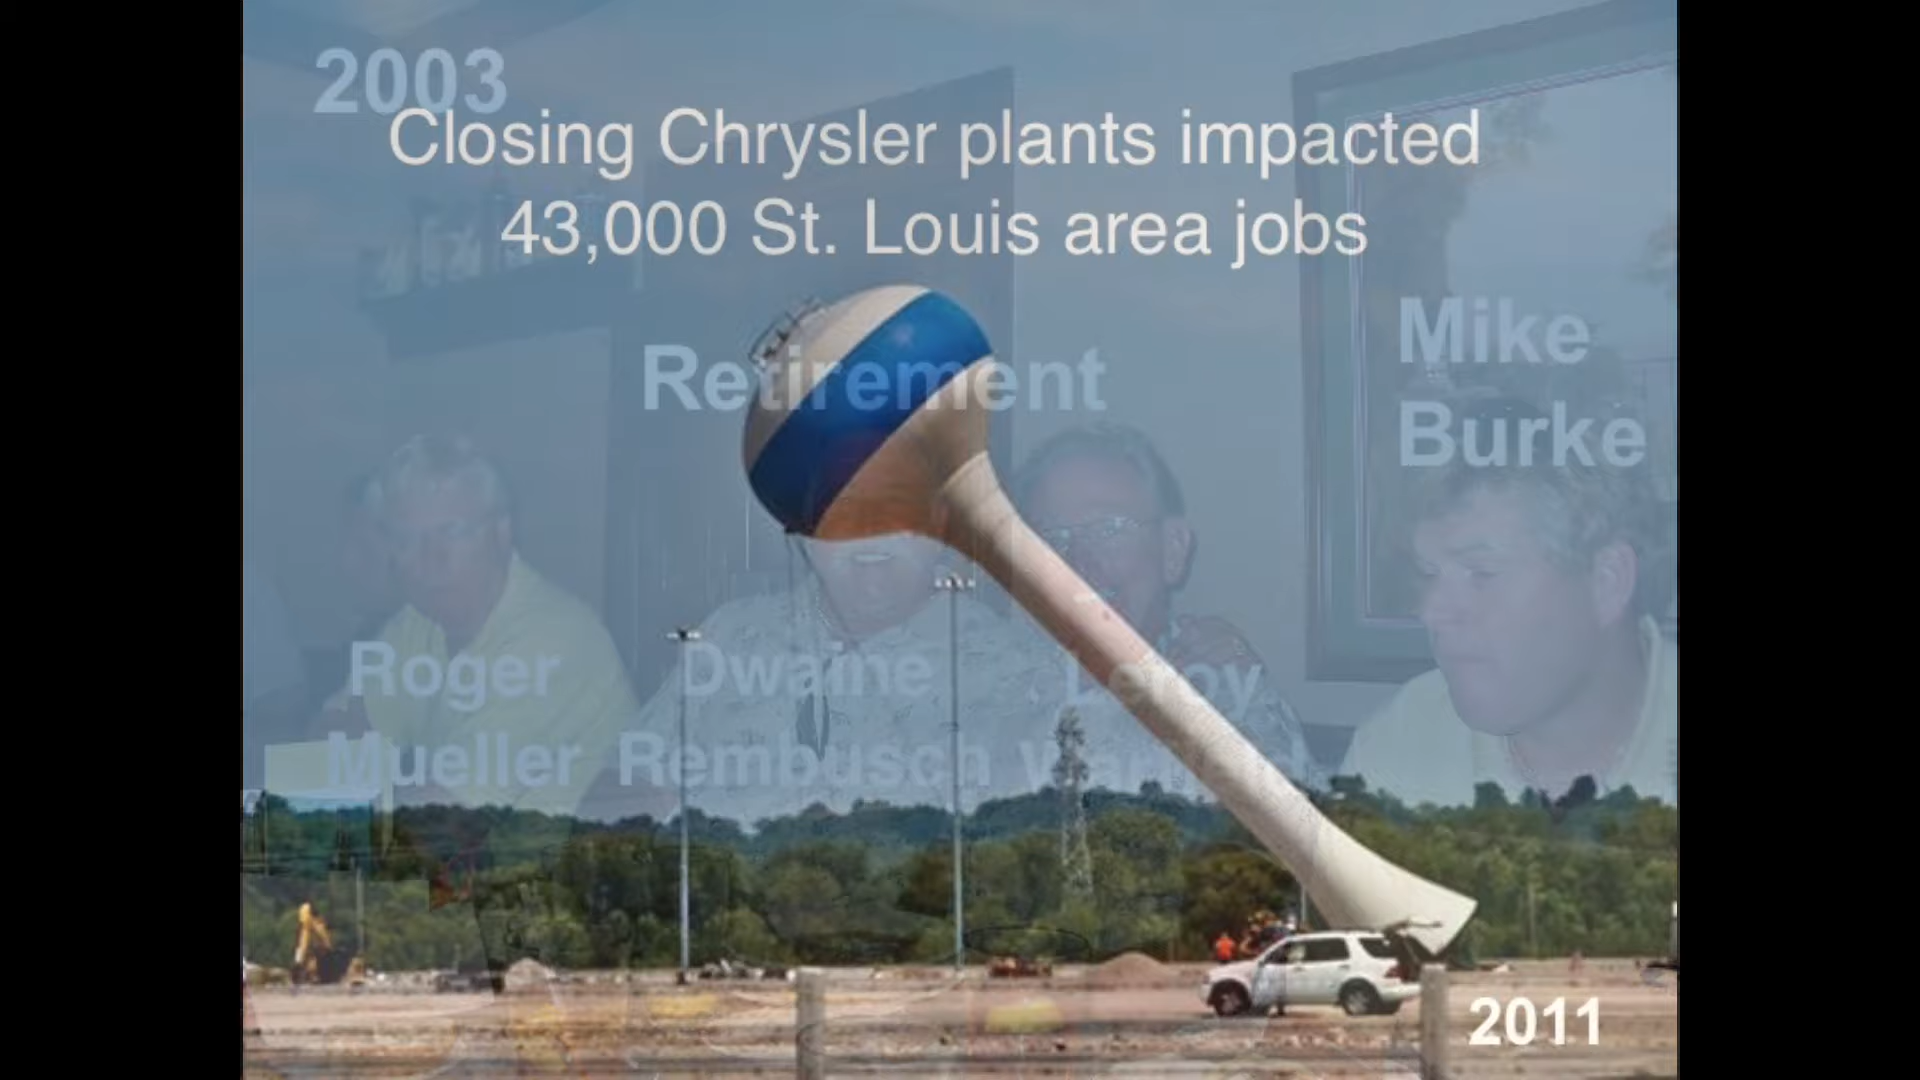 2003
Closing Chrysler plants impacted
43,000 St. Louis area jobs
Mike
Burke
Retirement
Roger
Mueller
Dwaine
Rembusch
Leroy
2011